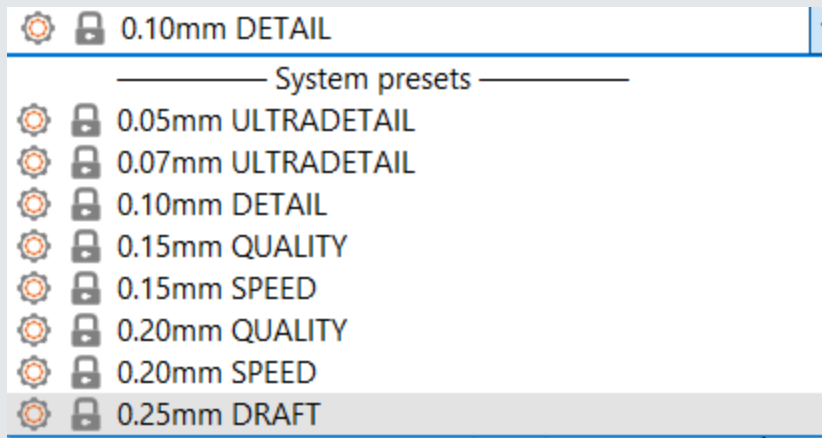 0.10mm DETAIL
System presets
0.05mm ULTRADETAIL
0.07mm ULTRADETAIL
0.10mm DETAIL
0.15mm QUALITY
0.15mm SPEED
0.20mm QUALITY
0.20mm SPEED
0.25mm DRAFT